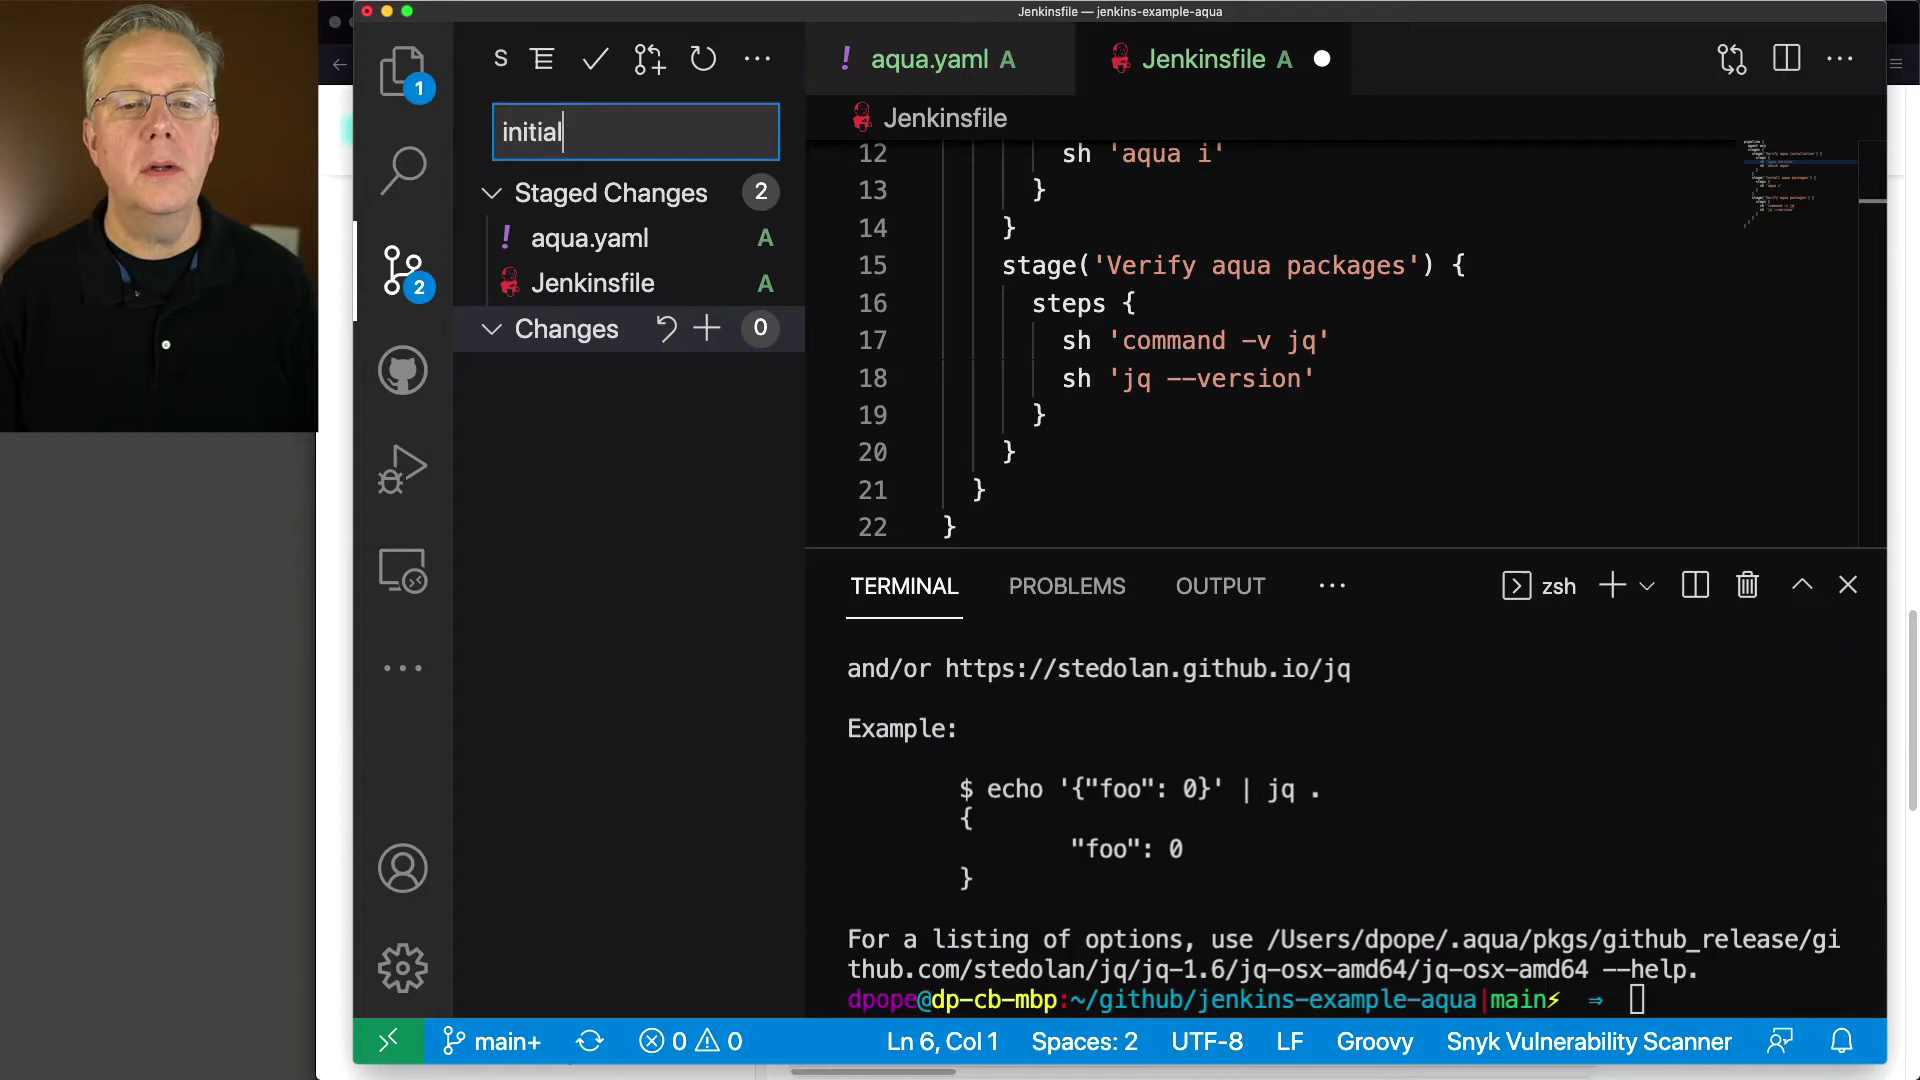 Jenkinsfile — jenkins-example-aqua
1
2
S
initial
Staged Changes 2
! aqua.yaml A
Jenkinsfile A
Changes 0
! aqua.yaml A
Jenkinsfile A
Jenkinsfile
12 sh 'aqua i'
13 }
14 }
15 stage('Verify aqua packages') {
16 steps {
17 sh 'command -v jq'
18 sh 'jq --version'
19 }
20 }
21 }
22 }
TERMINAL PROBLEMS OUTPUT ··· zsh
and/or https://stedolan.github.io/jq
Example:
$ echo '{"foo": 0}' | jq .
{
"foo": 0
}
For a listing of options, use /Users/dpope/.aqua/pkgs/github_release/gi
thub.com/stedolan/jq/jq-1.6/jq-osx-amd64/jq-osx-amd64 --help.
dpope@dp-cb-mbp:~/github/jenkins-example-aqua|main⚡ ⇒
main+ 0 0 Ln 6, Col 1 Spaces: 2 UTF-8 LF Groovy Snyk Vulnerability Scanner